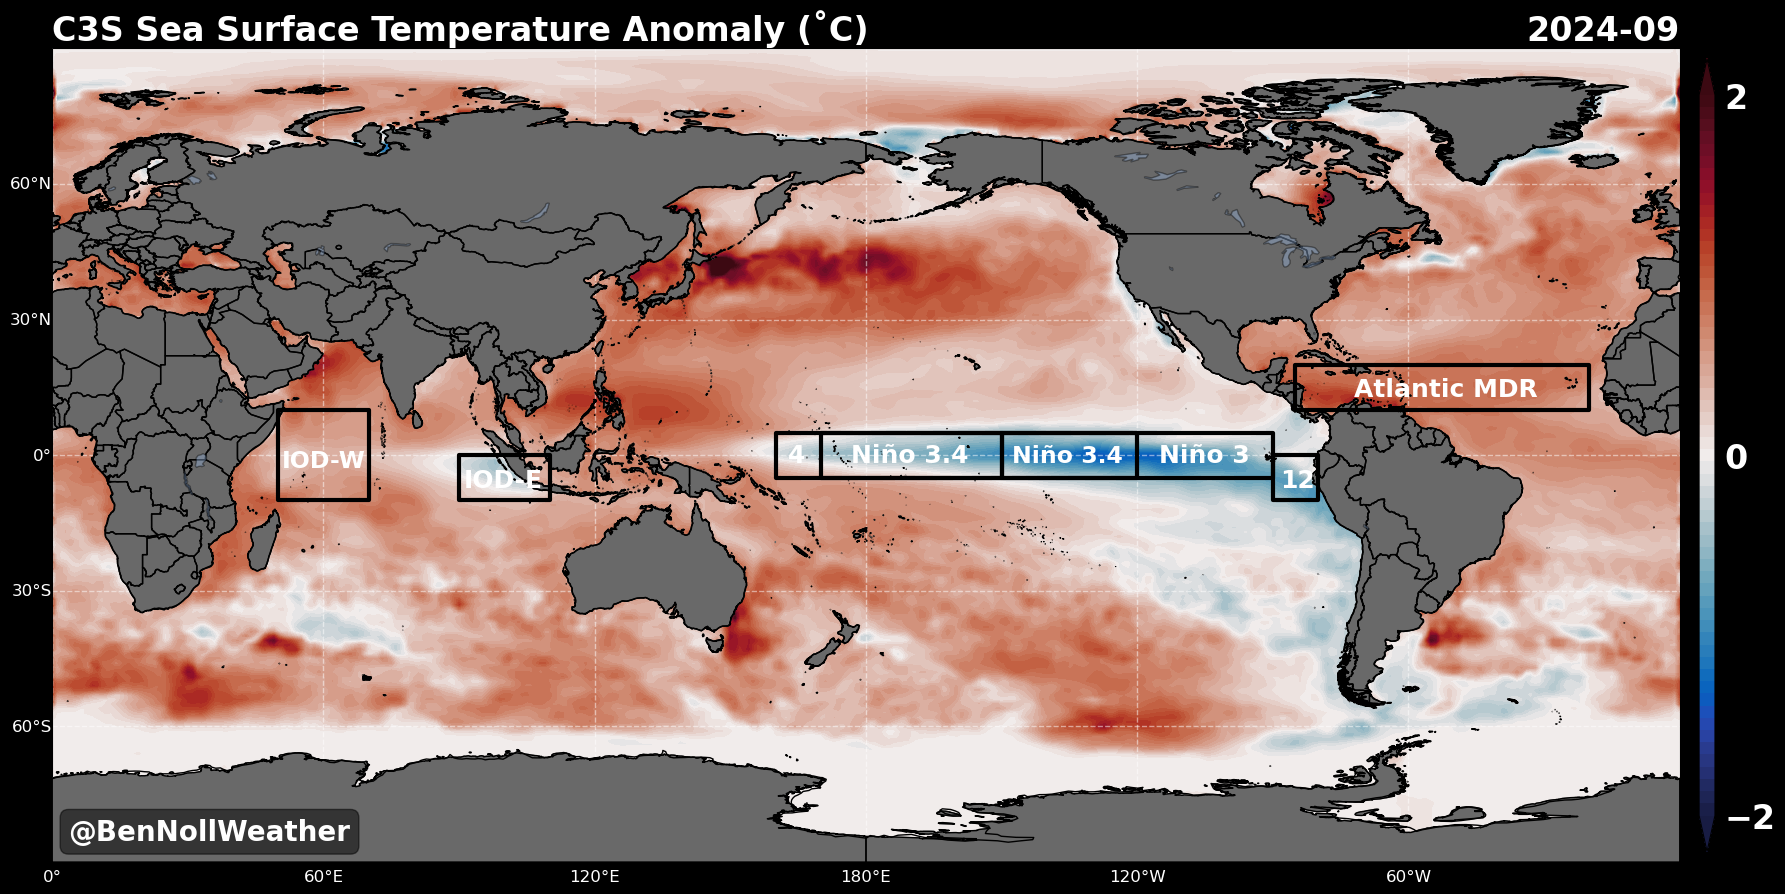 C3S Sea Surface Temperature Anomaly (˚C)
2024-09
2
60°N
30°N
Atlantic MDR
0°
IOD-W
IOD-E
4
Niño 3.4
Niño 3.4
Niño 3
12
0
30°S
60°S
−2
@BenNollWeather
0°
60°E
120°E
180°E
120°W
60°W